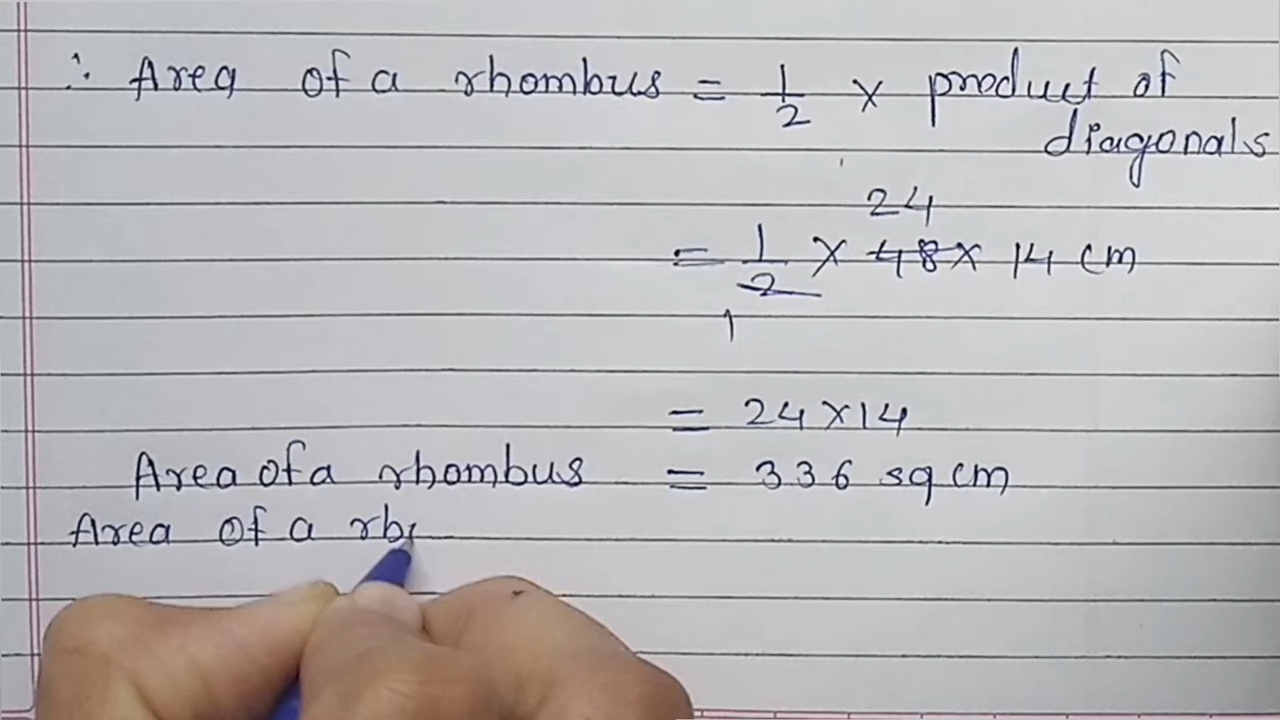 ∴ Area of a rhombus = 1/2 × product of
diagonals
24
= 1/2 × 48 × 14 cm
1
= 24×14
Area of a rhombus = 336 sq cm
Area of a